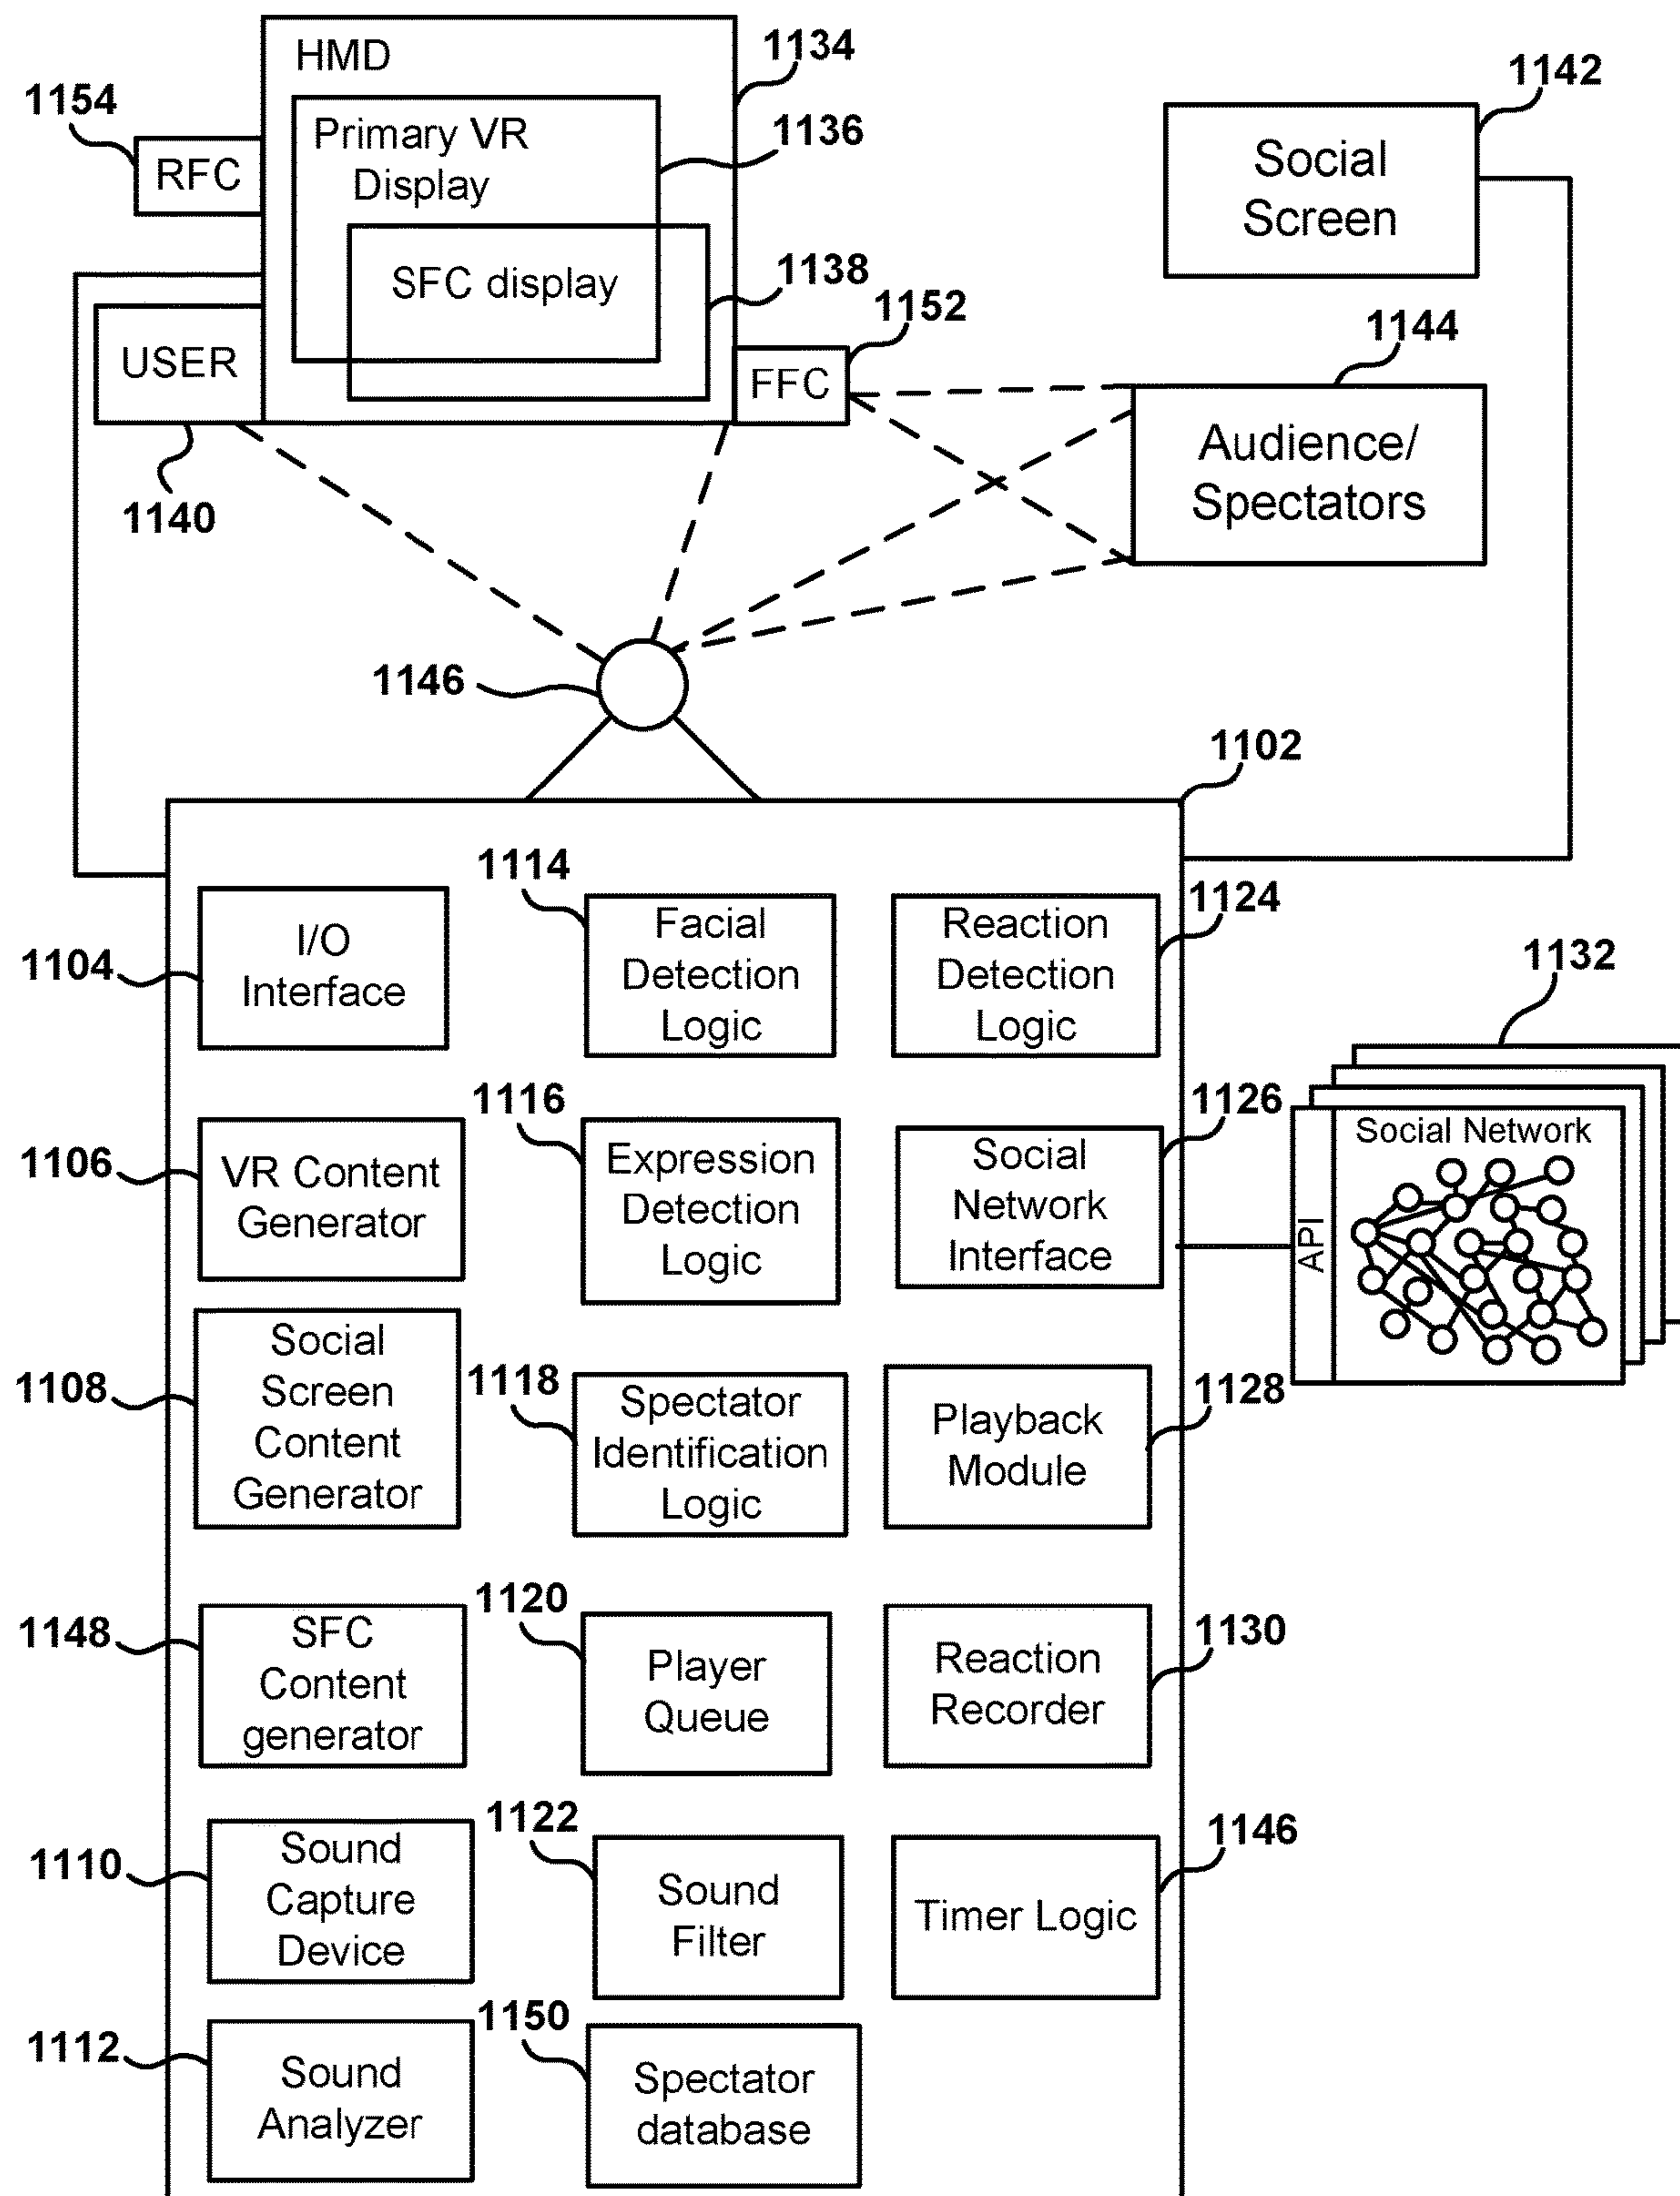 HMD
1134
1142
1154
Primary VR
Display
1136
RFC
Social
Screen
SFC display
1138
1152
1144
USER
FFC
Audience/
Spectators
1140
1146
1102
1114
1124
I/O
Interface
Facial
Detection
Logic
Reaction
Detection
Logic
1104
1132
1116
1126
1106
VR Content
Generator
Expression
Detection
Logic
Social
Network
Interface
Social Network
API
1108
Social
Screen
Content
Generator
1118
Spectator
Identification
Logic
Playback
Module
1128
1148
SFC
Content
generator
1120
Player
Queue
Reaction
Recorder
1130
1110
Sound
Capture
Device
1122
Sound
Filter
Timer Logic
1146
1112
Sound
Analyzer
1150
Spectator
database